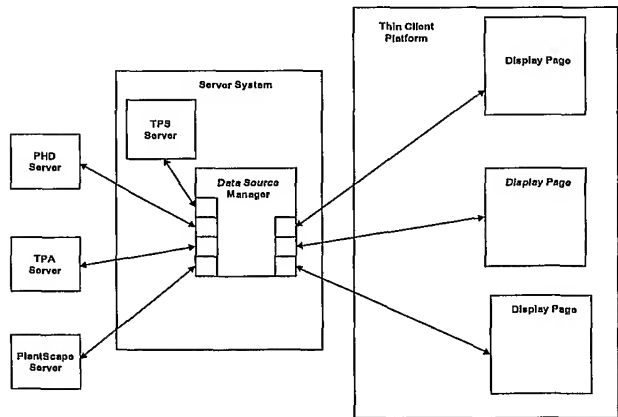 Thin Client
Platform
Display Page
Server System
TPS
Server
PHD
Server
Data Source
Manager
Display Page
TPA
Server
Display Page
PlantScape
Server